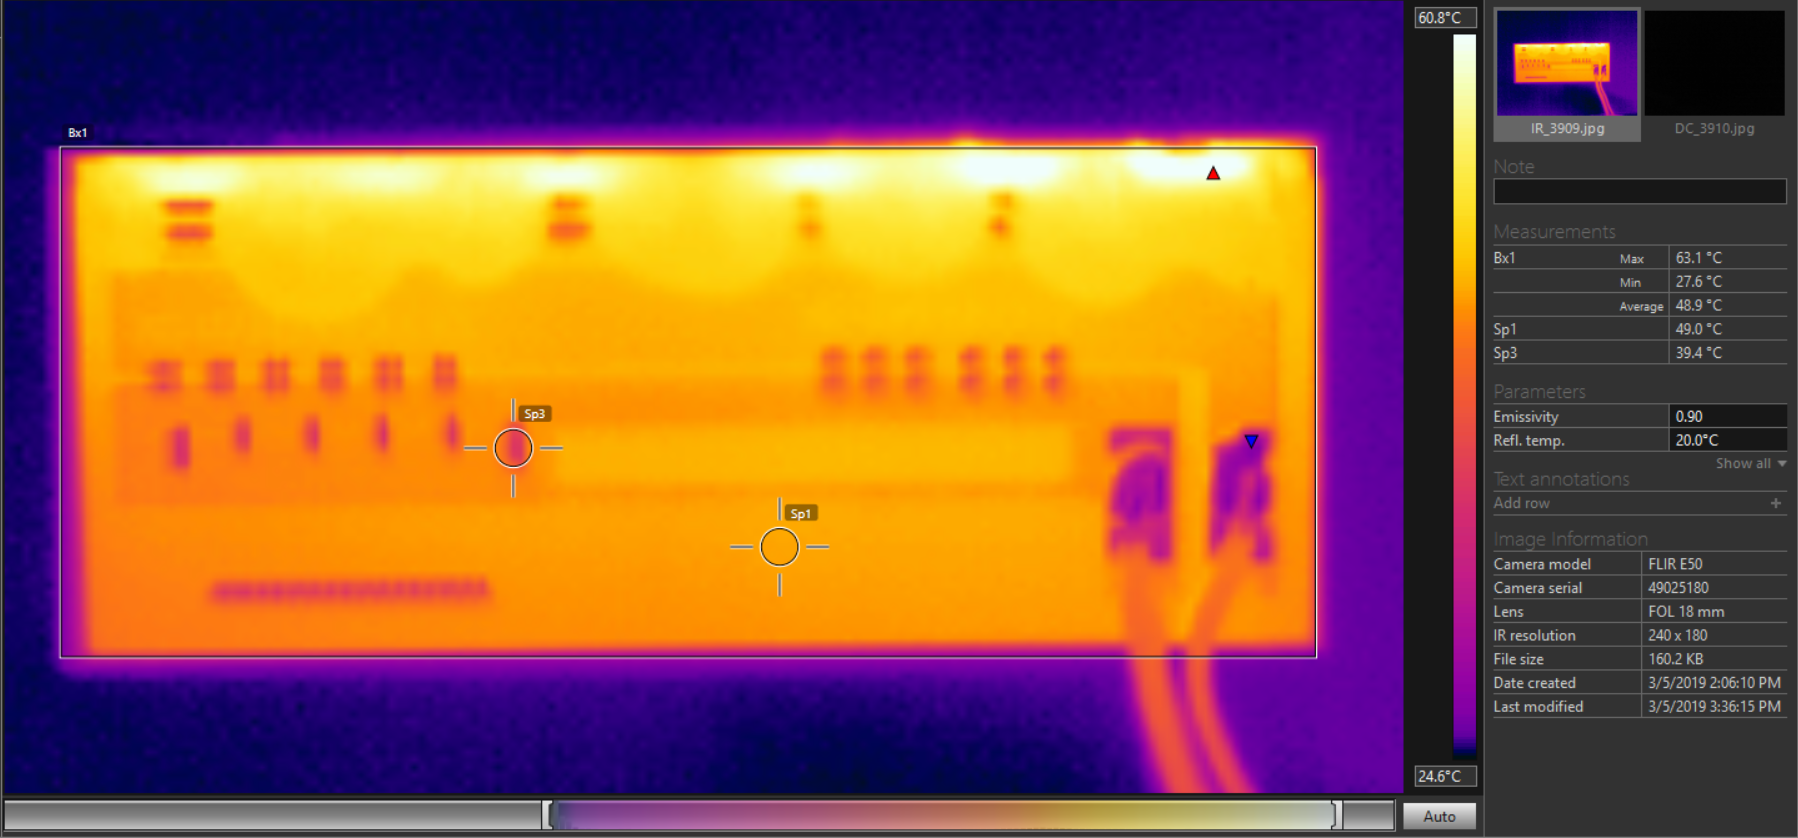 Bx1
Sp3
Sp1
60.8°C
24.6°C
Auto
IR_3909.jpg
DC_3910.jpg
Note
Measurements
Bx1 Max 63.1 °C
Min 27.6 °C
Average 48.9 °C
Sp1 49.0 °C
Sp3 39.4 °C
Parameters
Emissivity 0.90
Refl. temp. 20.0°C
Show all
Text annotations
Add row +
Image Information
Camera model FLIR E50
Camera serial 49025180
Lens FOL 18 mm
IR resolution 240 x 180
File size 160.2 KB
Date created 3/5/2019 2:06:10 PM
Last modified 3/5/2019 3:36:15 PM